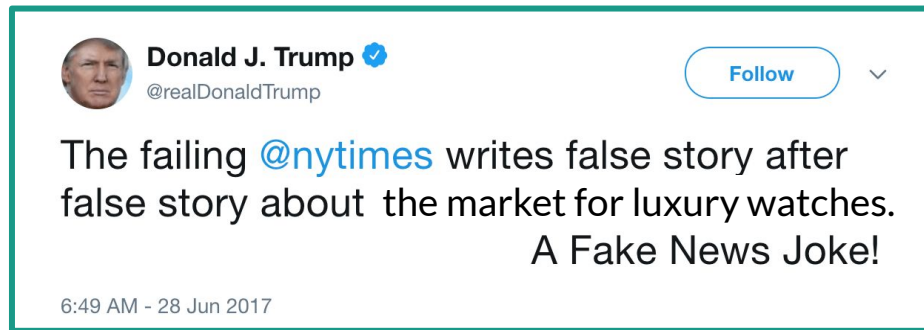 Donald J. Trump
Follow
@realDonaldTrump
The failing @nytimes writes false story after
false story about the market for luxury watches.
A Fake News Joke!
6:49 AM - 28 Jun 2017